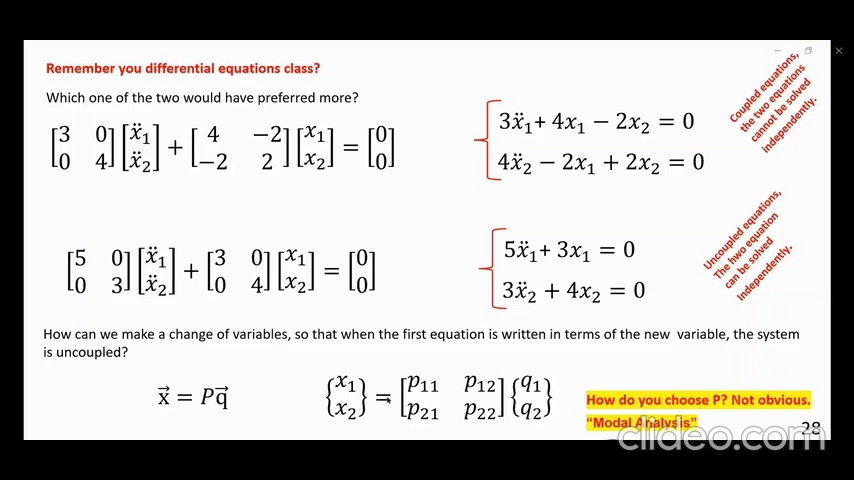 Remember you differential equations class?
Which one of the two would have preferred more?
[3 0; 0 4] [ẍ₁; ẍ₂] + [4 −2; −2 2] [x₁; x₂] = [0; 0]
3ẍ₁+ 4x₁ − 2x₂ = 0
4ẍ₂ − 2x₁ + 2x₂ = 0
Coupled equations,
the two equations
cannot be solved
independently.
[5 0; 0 3] [ẍ₁; ẍ₂] + [3 0; 0 4] [x₁; x₂] = [0; 0]
5ẍ₁+ 3x₁ = 0
3ẍ₂ + 4x₂ = 0
Uncoupled equations,
The hwo equation
can be solved
Independently.
How can we make a change of variables, so that when the first equation is written in terms of the new variable, the system
is uncoupled?
x⃗ = Pq⃗
{x₁; x₂} = [p₁₁ p₁₂; p₂₁ p₂₂] {q₁; q₂}
How do you choose P? Not obvious.
“Modal Analysis”
28
clideo.com